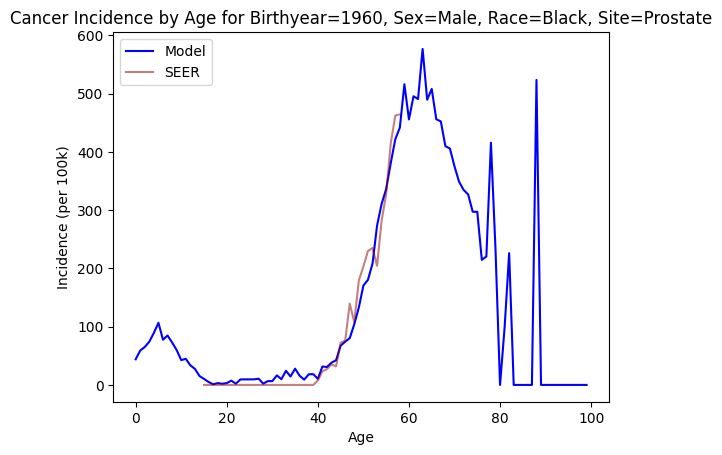 Cancer Incidence by Age for Birthyear=1960, Sex=Male, Race=Black, Site=Prostate
Model
SEER
Incidence (per 100k)
600
500
400
300
200
100
0
0 20 40 60 80 100
Age